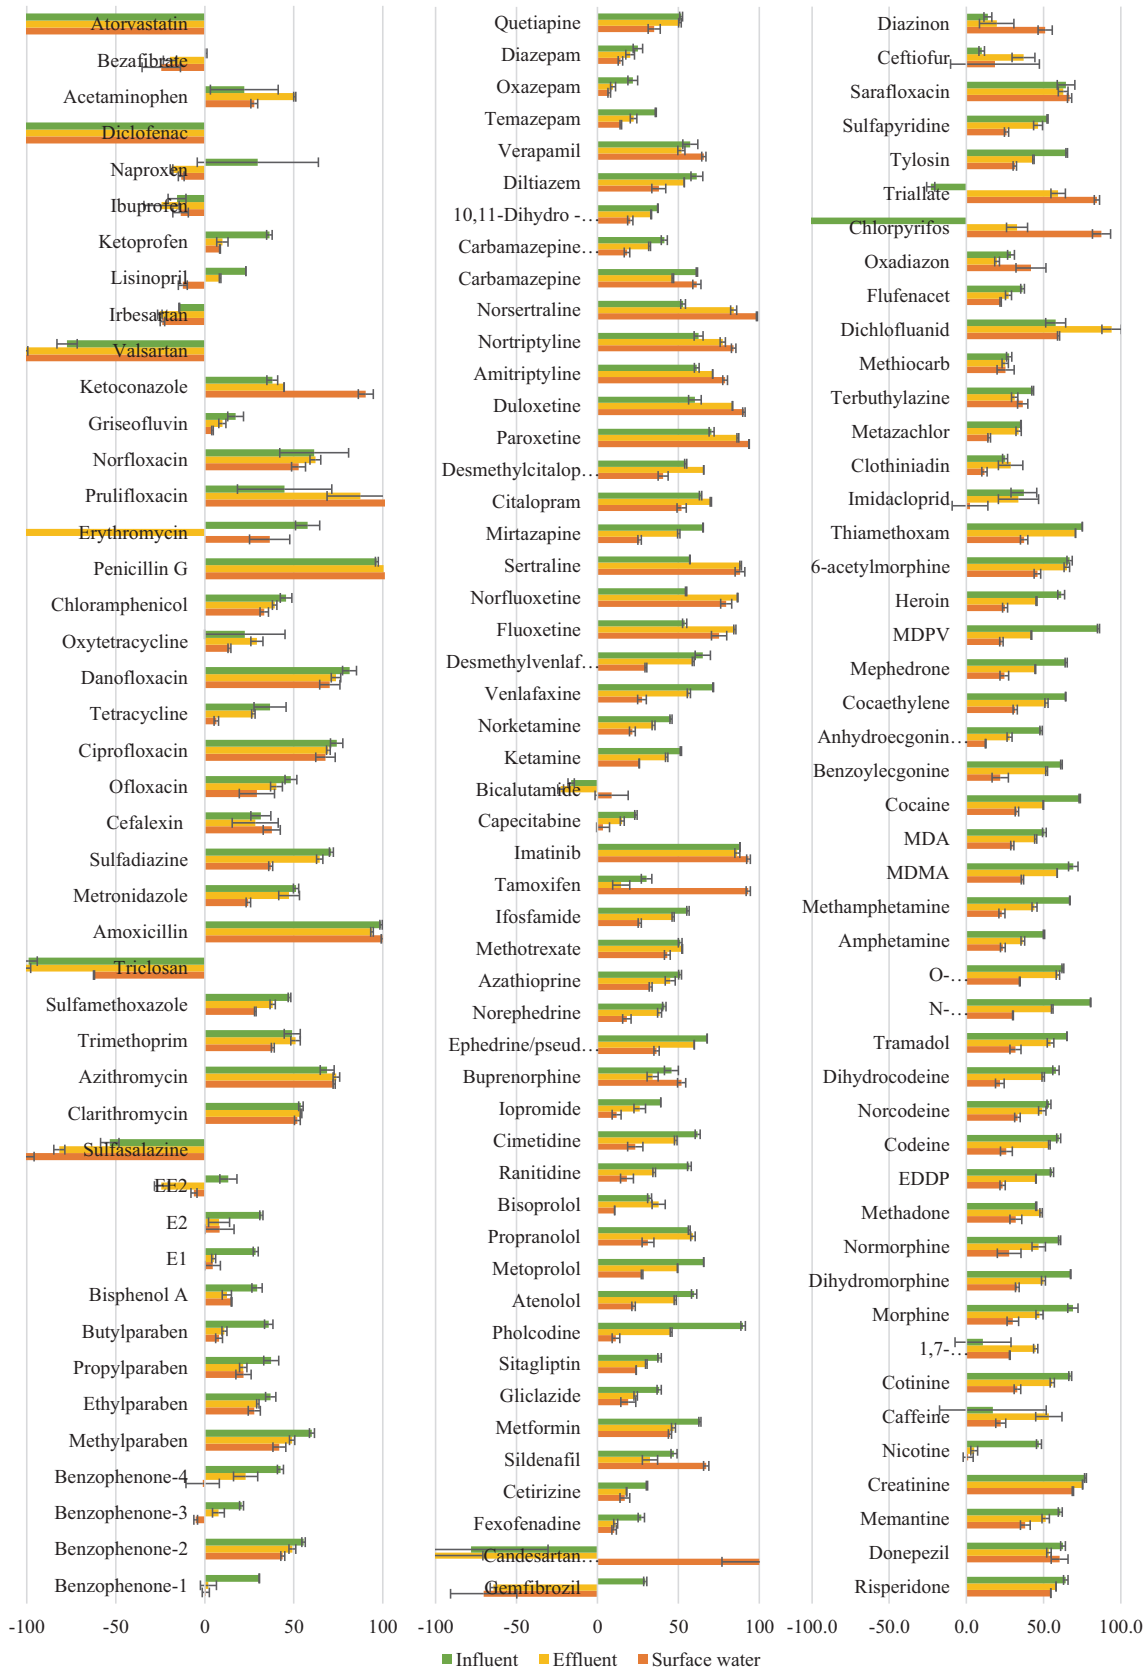 Atorvastatin
Bezafibrate
Acetaminophen
Diclofenac
Naproxen
Ibuprofen
Ketoprofen
Lisinopril
Irbesartan
Valsartan
Ketoconazole
Griseofluvin
Norfloxacin
Prulifloxacin
Erythromycin
Penicillin G
Chloramphenicol
Oxytetracycline
Danofloxacin
Tetracycline
Ciprofloxacin
Ofloxacin
Cefalexin
Sulfadiazine
Metronidazole
Amoxicillin
Triclosan
Sulfamethoxazole
Trimethoprim
Azithromycin
Clarithromycin
Sulfasalazine
EE2
E2
E1
Bisphenol A
Butylparaben
Propylparaben
Ethylparaben
Methylparaben
Benzophenone-4
Benzophenone-3
Benzophenone-2
Benzophenone-1
-100 -50 0 50 100
Quetiapine
Diazepam
Oxazepam
Temazepam
Verapamil
Diltiazem
10,11-Dihydro -…
Carbamazepine…
Carbamazepine
Norsertraline
Nortriptyline
Amitriptyline
Duloxetine
Paroxetine
Desmethylcitalop…
Citalopram
Mirtazapine
Sertraline
Norfluoxetine
Fluoxetine
Desmethylvenlaf…
Venlafaxine
Norketamine
Ketamine
Bicalutamide
Capecitabine
Imatinib
Tamoxifen
Ifosfamide
Methotrexate
Azathioprine
Norephedrine
Ephedrine/pseud…
Buprenorphine
Iopromide
Cimetidine
Ranitidine
Bisoprolol
Propranolol
Metoprolol
Atenolol
Pholcodine
Sitagliptin
Gliclazide
Metformin
Sildenafil
Cetirizine
Fexofenadine
Candesartan…
Gemfibrozil
-100 -50 0 50 100
Diazinon
Ceftiofur
Sarafloxacin
Sulfapyridine
Tylosin
Triallate
Chlorpyrifos
Oxadiazon
Flufenacet
Dichlofluanid
Methiocarb
Terbuthylazine
Metazachlor
Clothiniadin
Imidacloprid
Thiamethoxam
6-acetylmorphine
Heroin
MDPV
Mephedrone
Cocaethylene
Anhydroecgonin…
Benzoylecgonine
Cocaine
MDA
MDMA
Methamphetamine
Amphetamine
O-…
N-…
Tramadol
Dihydrocodeine
Norcodeine
Codeine
EDDP
Methadone
Normorphine
Dihydromorphine
Morphine
1,7-…
Cotinine
Caffeine
Nicotine
Creatinine
Memantine
Donepezil
Risperidone
-100.0 -50.0 0.0 50.0 100.0
Influent Effluent Surface water